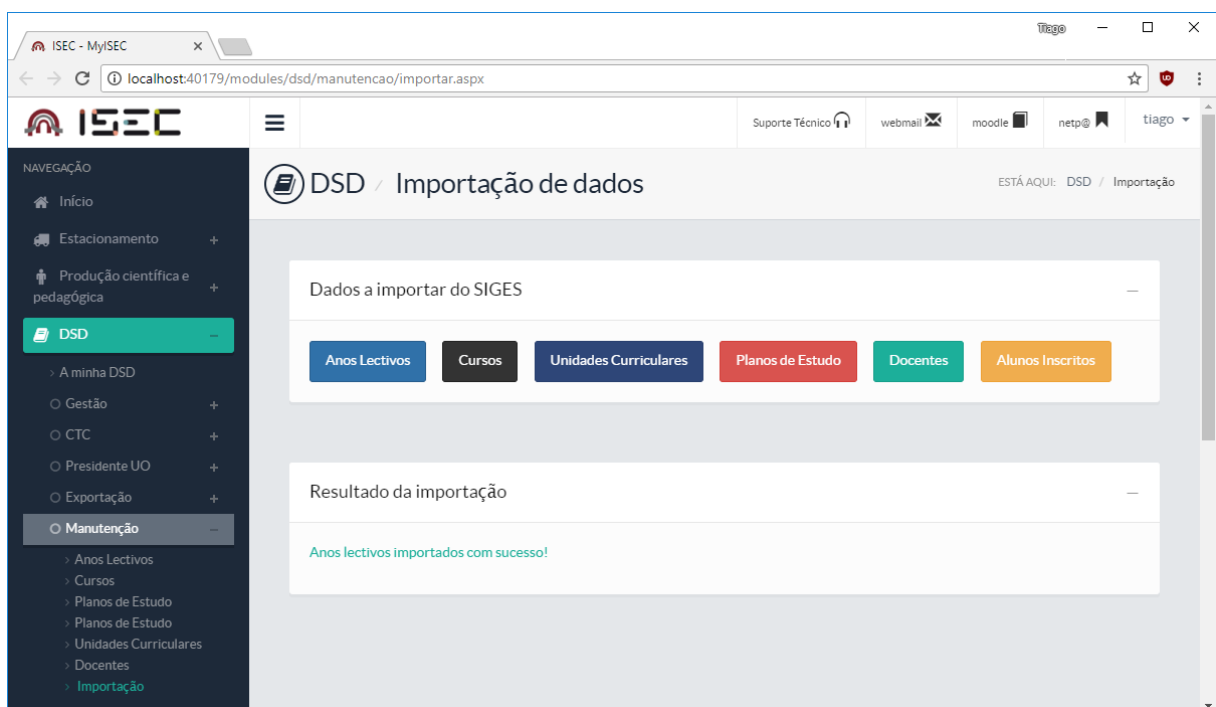 Tiago
ISEC - MyISEC
localhost:40179/modules/dsd/manutencao/importar.aspx
ISEC
Suporte Técnico
webmail
moodle
netp@
tiago
NAVEGAÇÃO
Início
Estacionamento +
Produção científica e
pedagógica +
DSD –
> A minha DSD
Gestão +
CTC +
Presidente UO +
Exportação +
Manutenção –
> Anos Lectivos
> Cursos
> Planos de Estudo
> Planos de Estudo
> Unidades Curriculares
> Docentes
> Importação
DSD / Importação de dados
ESTÁ AQUI: DSD / Importação
Dados a importar do SIGES
Anos Lectivos
Cursos
Unidades Curriculares
Planos de Estudo
Docentes
Alunos Inscritos
Resultado da importação
Anos lectivos importados com sucesso!